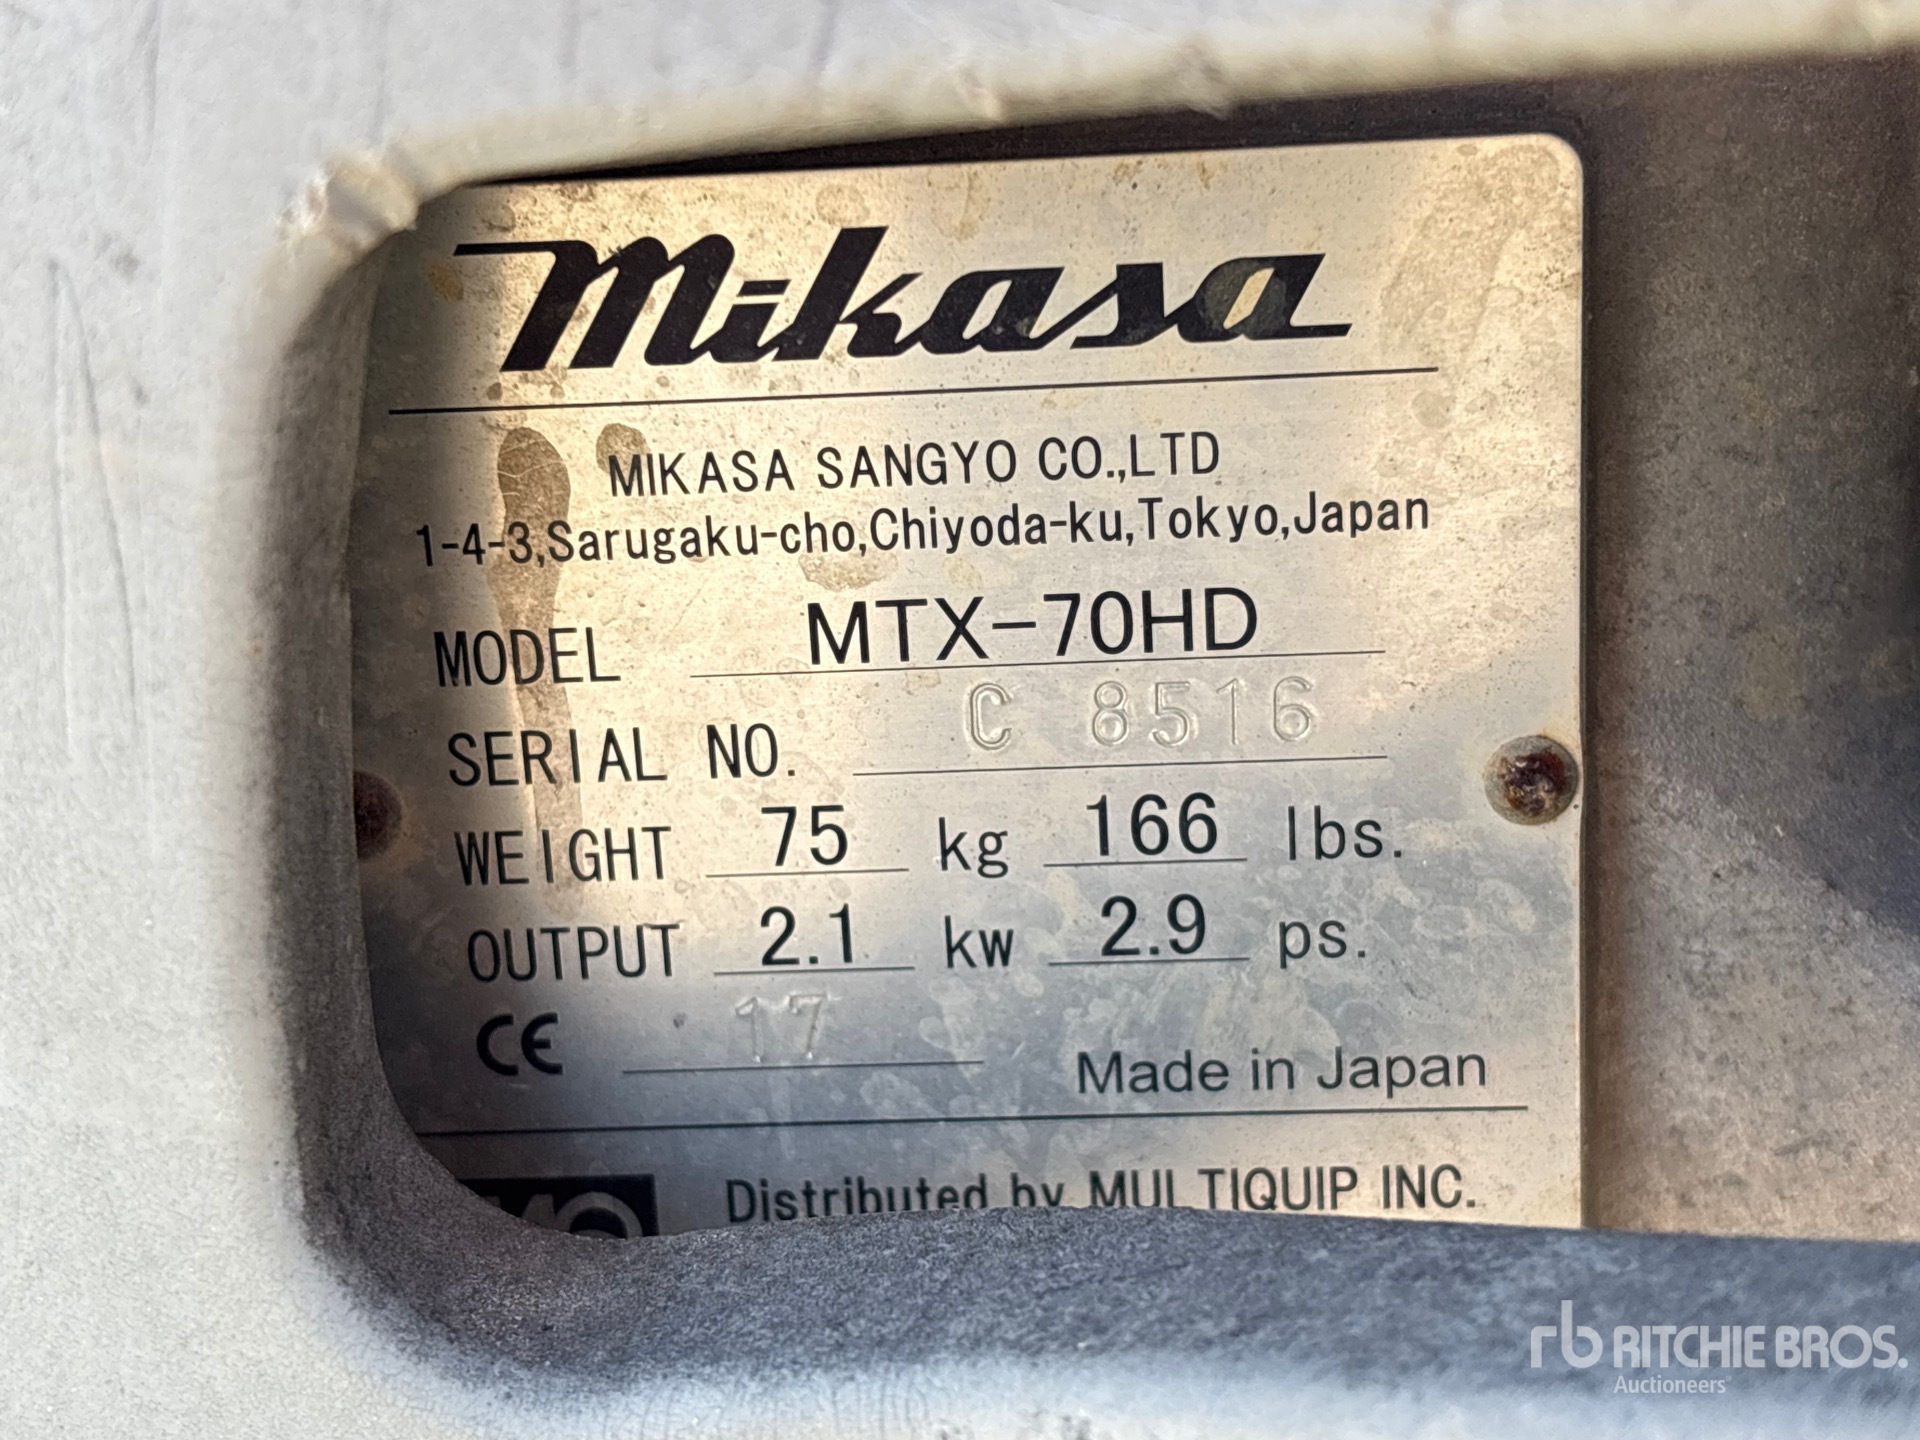 Mikasa
MIKASA SANGYO CO.,LTD
1-4-3,Sarugaku-cho,Chiyoda-ku,Tokyo,Japan
MODEL MTX-70HD
SERIAL NO. C 8516
WEIGHT 75 kg 166 lbs.
OUTPUT 2.1 kw 2.9 ps.
CE 17 Made in Japan
MQ Distributed by MULTIQUIP INC.
rb RITCHIE BROS.
Auctioneers